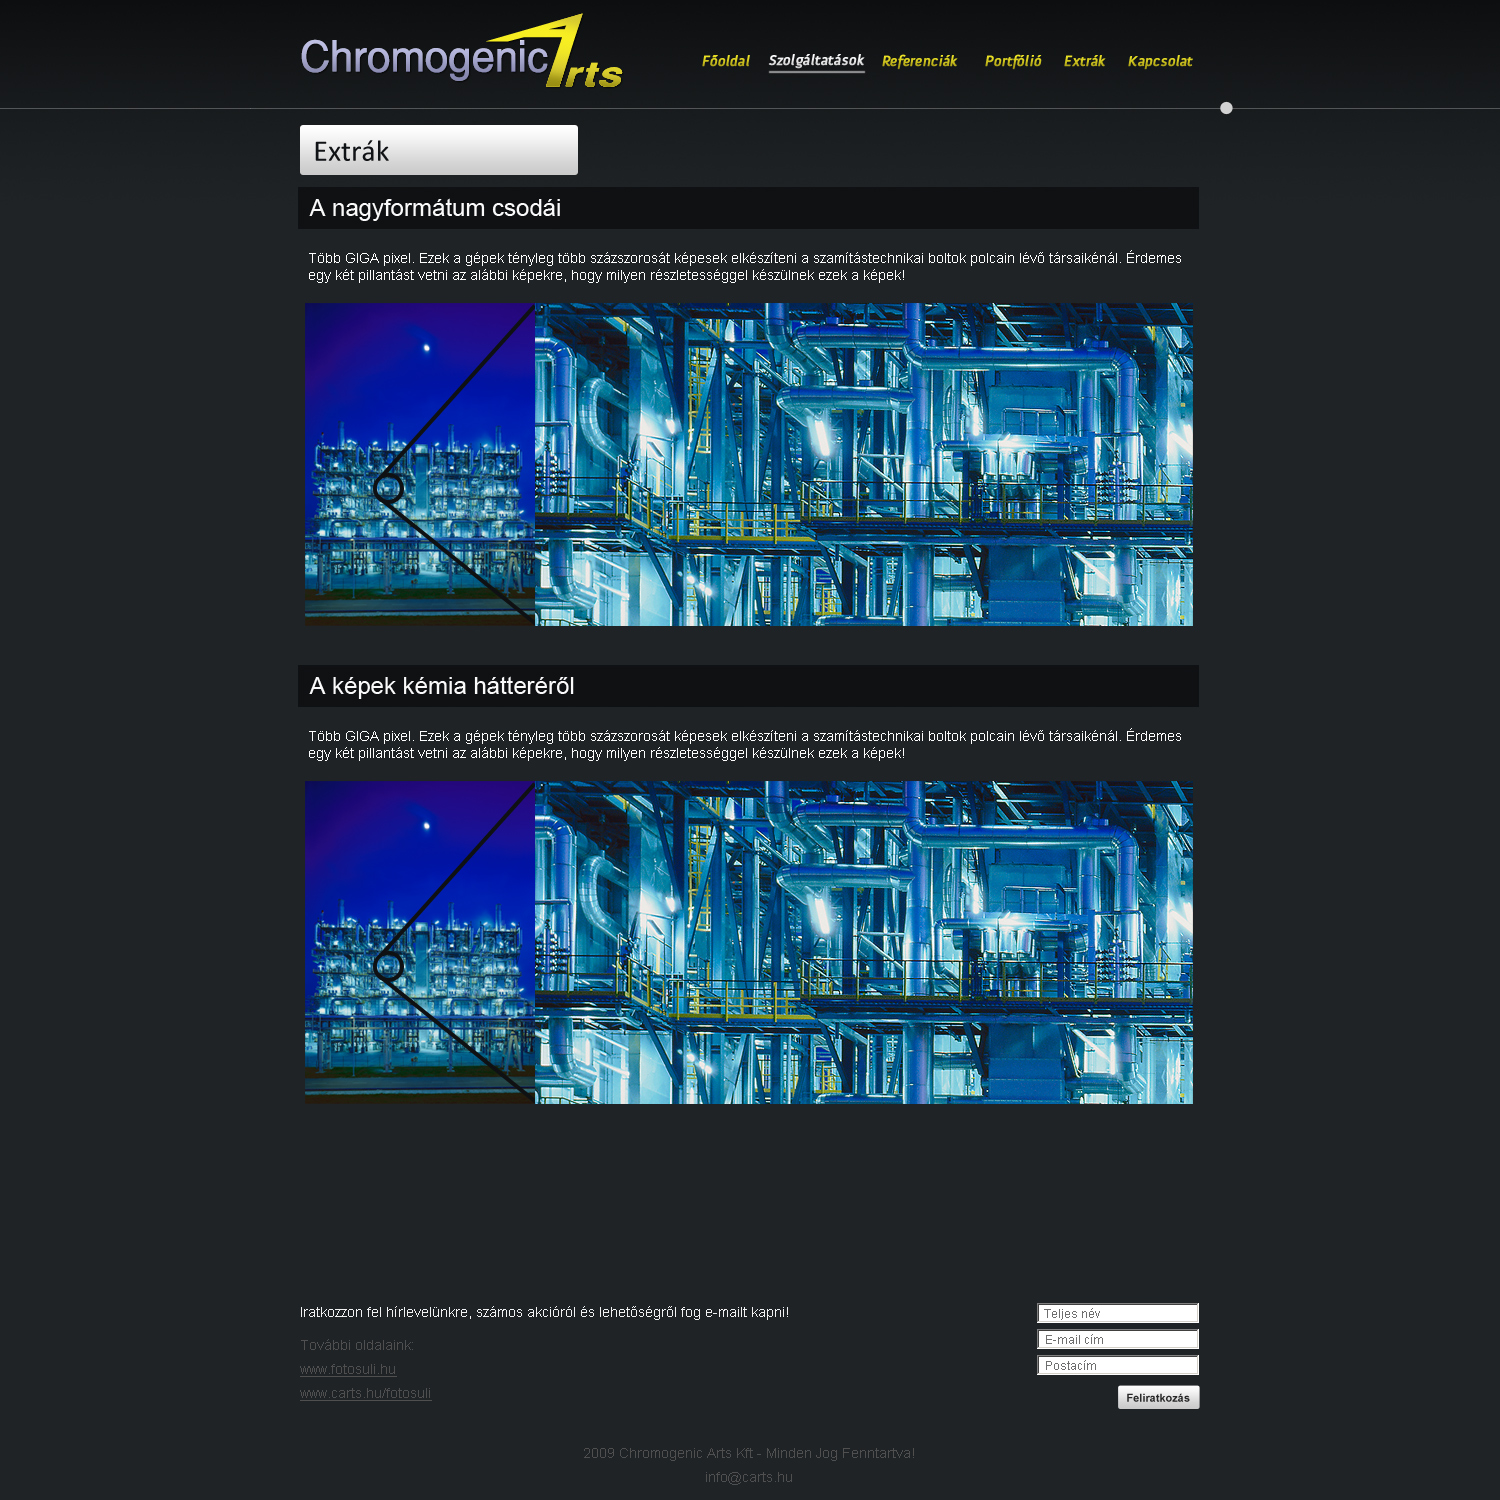 Chromogenic Arts
Főoldal Szolgáltatások Referenciák Portfólió Extrák Kapcsolat
Extrák
A nagyformátum csodái
Több GIGA pixel. Ezek a gépek tényleg több százszorosát képesek elkészíteni a szamítástechnikai boltok polcain lévő társaikénál. Érdemes
egy két pillantást vetni az alábbi képekre, hogy milyen részletességgel készülnek ezek a képek!
A képek kémia hátteréről
Több GIGA pixel. Ezek a gépek tényleg több százszorosát képesek elkészíteni a szamítástechnikai boltok polcain lévő társaikénál. Érdemes
egy két pillantást vetni az alábbi képekre, hogy milyen részletességgel készülnek ezek a képek!
Iratkozzon fel hírlevelünkre, számos akcióról és lehetőségről fog e-mailt kapni!
További oldalaink:
www.fotosuli.hu
www.carts.hu/fotosuli
Teljes név
E-mail cím
Postacím
Feliratkozás
2009 Chromogenic Arts Kft - Minden Jog Fenntartva!
info@carts.hu